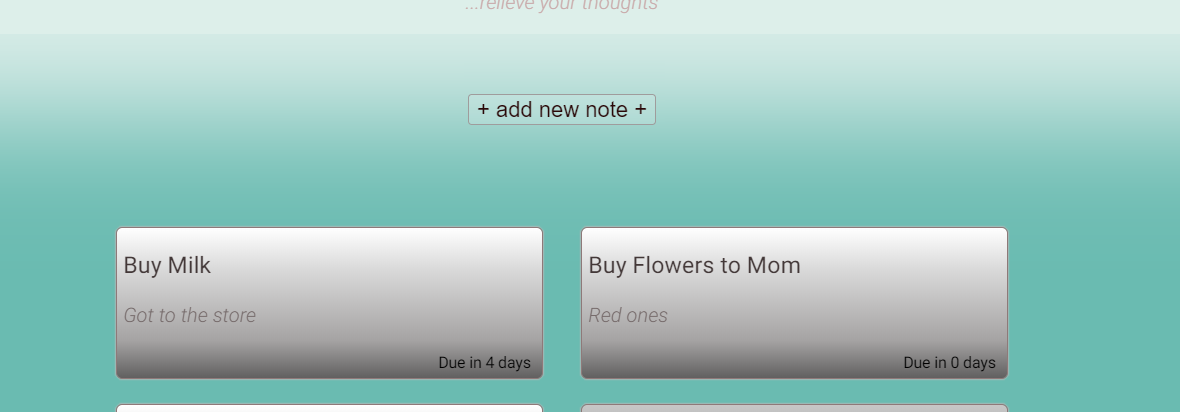 ...relieve your thoughts
+ add new note +
Buy Milk
Got to the store
Due in 4 days
Buy Flowers to Mom
Red ones
Due in 0 days